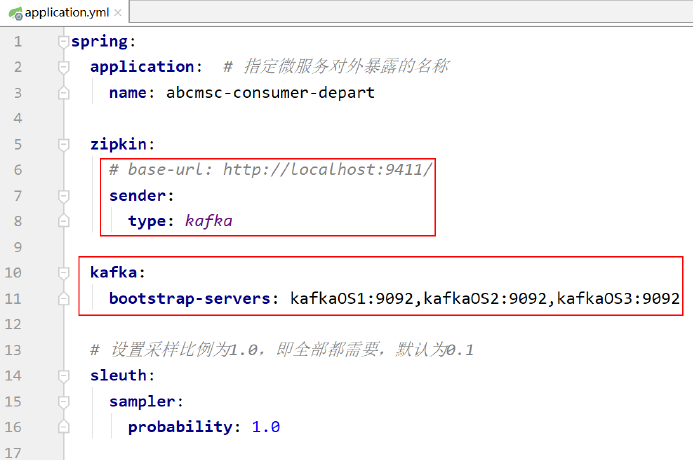 application.yml
1 spring:
2 application: # 指定微服务对外暴露的名称
3 name: abcmsc-consumer-depart
4
5 zipkin:
6 # base-url: http://localhost:9411/
7 sender:
8 type: kafka
9
10 kafka:
11 bootstrap-servers: kafkaOS1:9092,kafkaOS2:9092,kafkaOS3:9092
12
13 # 设置采样比例为1.0，即全部都需要，默认为0.1
14 sleuth:
15 sampler:
16 probability: 1.0
17